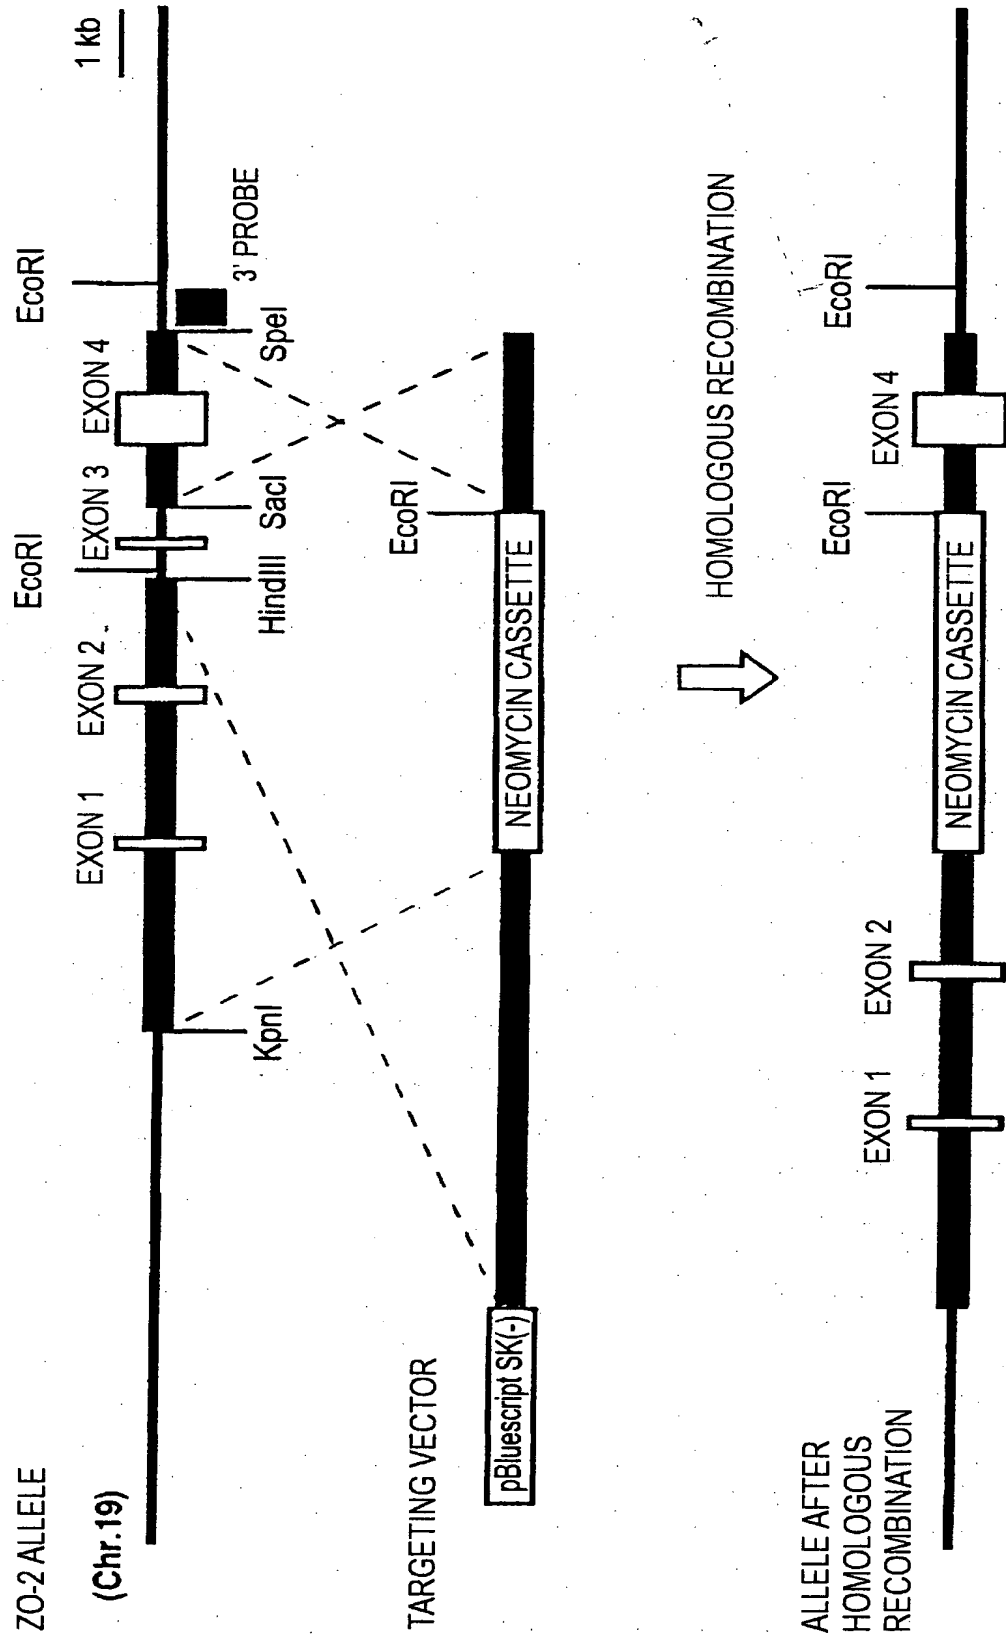 ZO-2 ALLELE
(Chr.19)
1 kb
EcoRI
EcoRI
EXON 1
EXON 2
EXON 3
EXON 4
KpnI
HindIII
SacI
SpeI
3' PROBE
TARGETING VECTOR
EcoRI
pBluescript SK(-)
NEOMYCIN CASSETTE
HOMOLOGOUS RECOMBINATION
ALLELE AFTER
HOMOLOGOUS
RECOMBINATION
EcoRI
EcoRI
EXON 1
EXON 2
EXON 4
NEOMYCIN CASSETTE